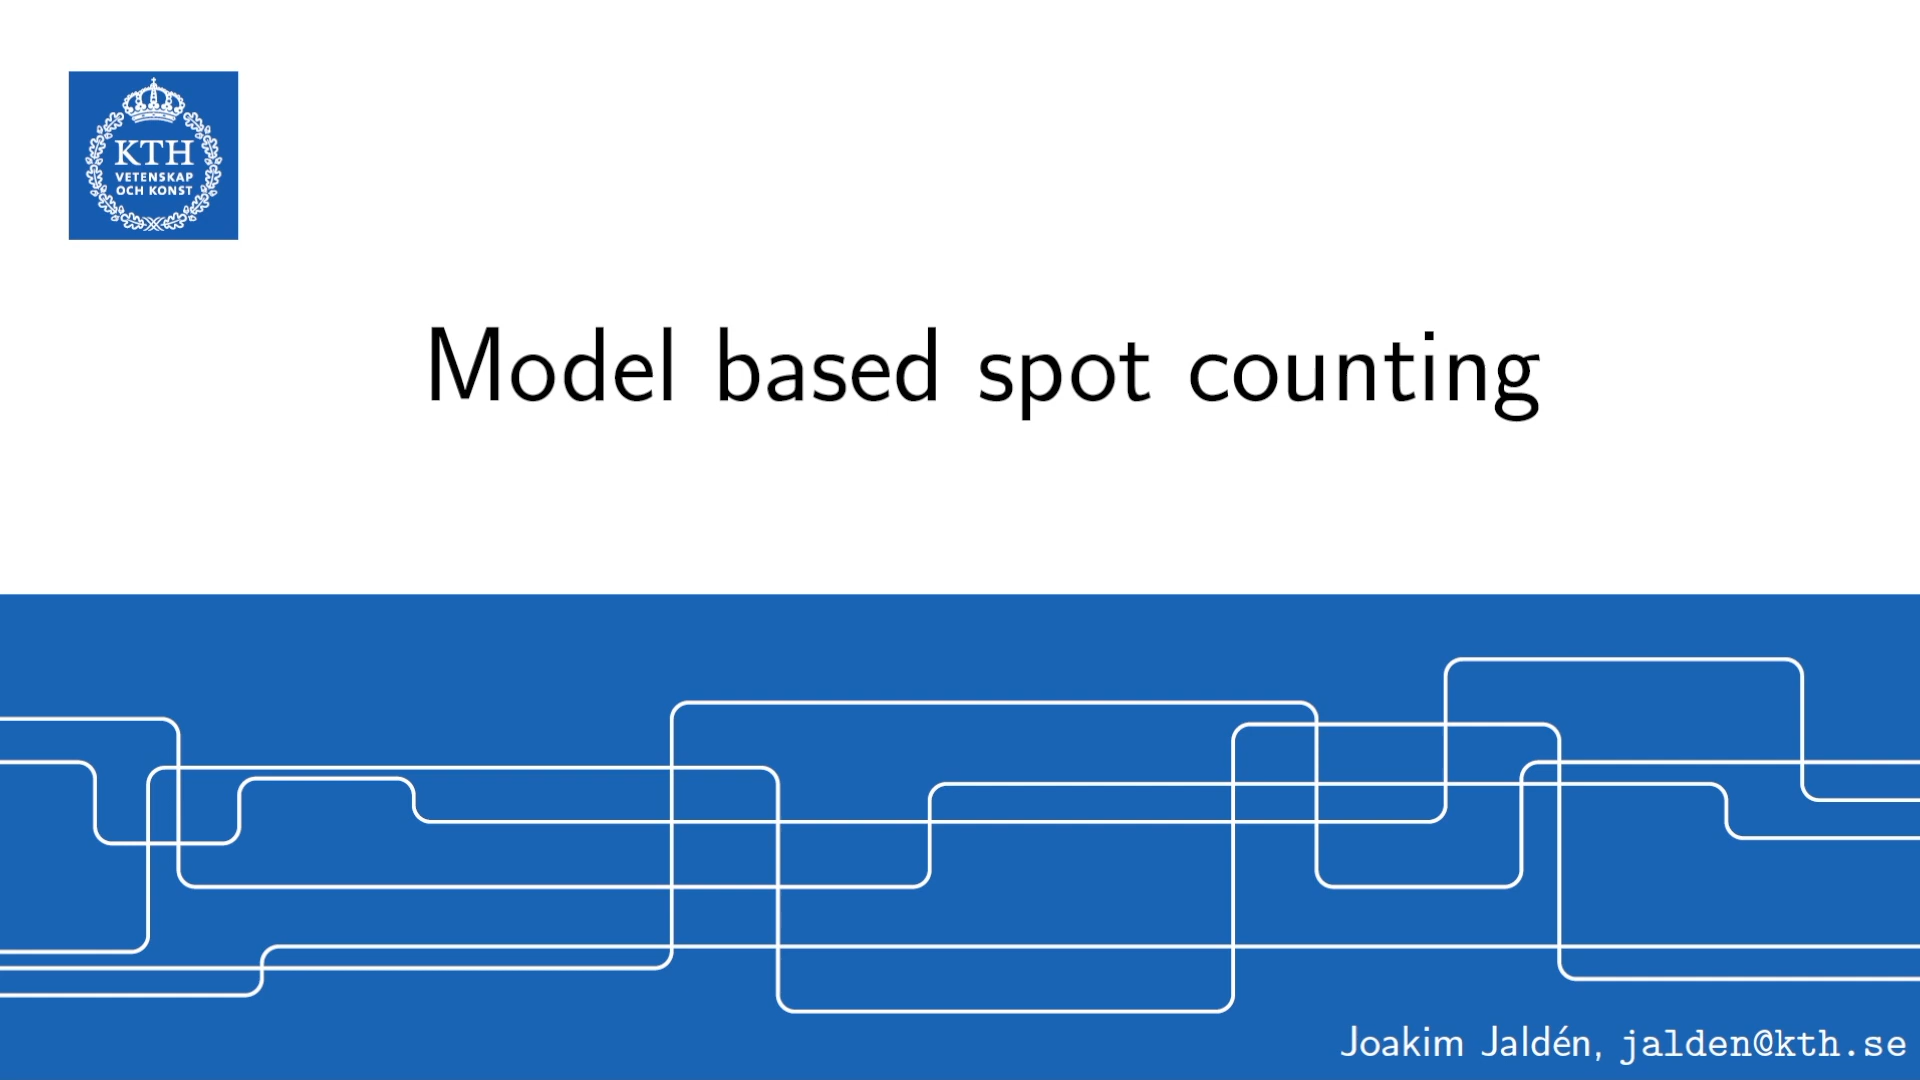 KTH
VETENSKAP
OCH KONST
Model based spot counting
Joakim Jaldén, jalden@kth.se